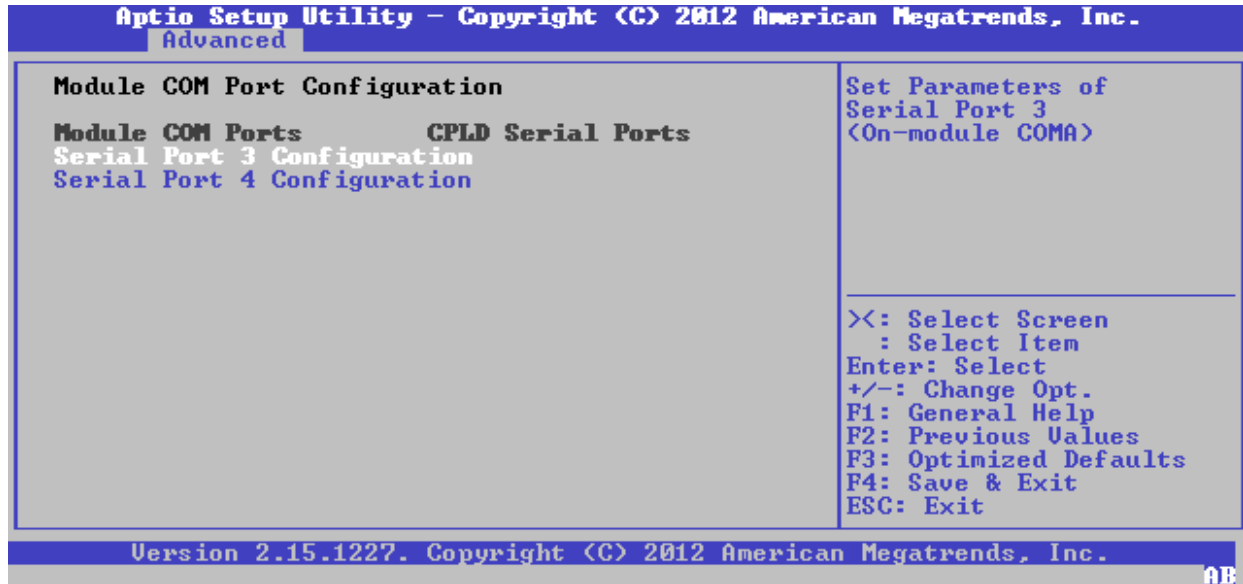 Aptio Setup Utility – Copyright (C) 2012 American Megatrends, Inc.
Advanced
Module COM Port Configuration
Module COM Ports CPLD Serial Ports
Serial Port 3 Configuration
Serial Port 4 Configuration
Set Parameters of
Serial Port 3
(On-module COMA)
><: Select Screen
: Select Item
Enter: Select
+/-: Change Opt.
F1: General Help
F2: Previous Values
F3: Optimized Defaults
F4: Save & Exit
ESC: Exit
Version 2.15.1227. Copyright (C) 2012 American Megatrends, Inc.
AB